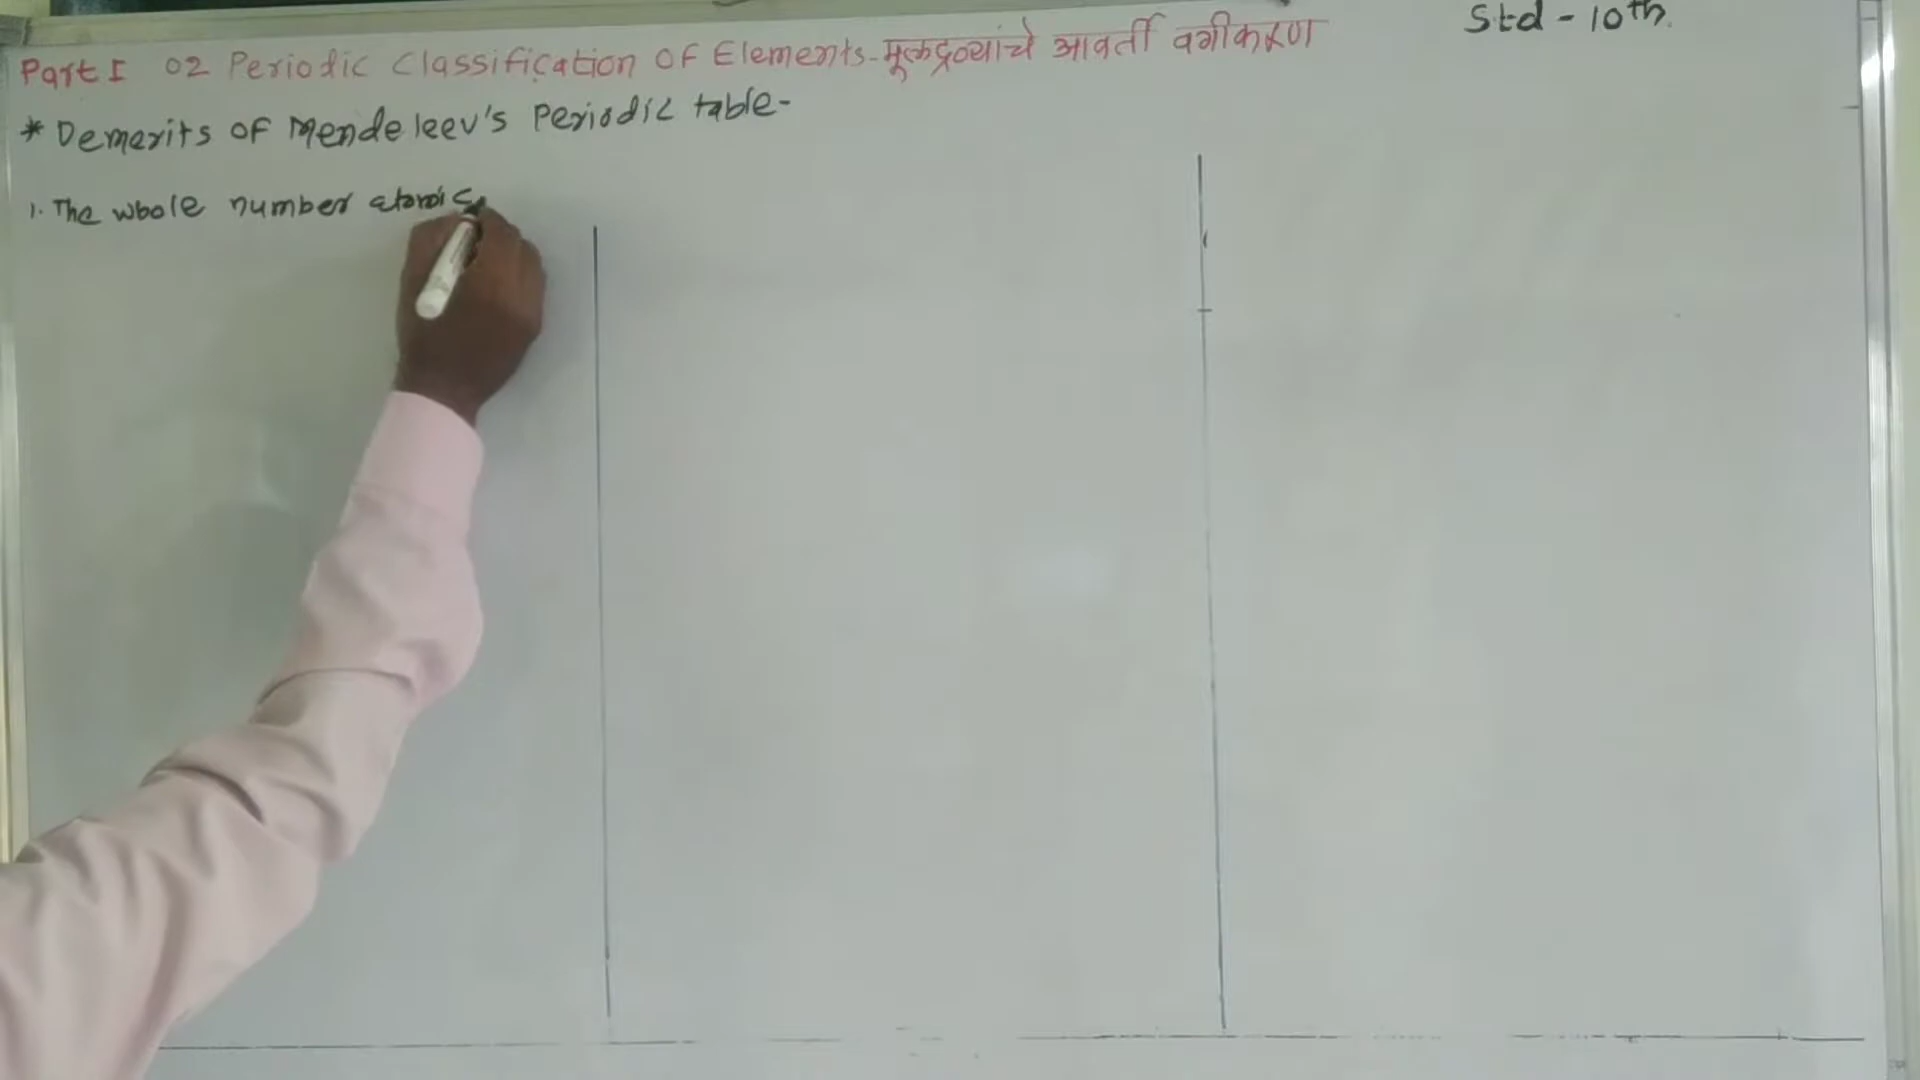 Part I 02 Periodic Classification Of Elements - मूलद्रव्यांचे आवर्ती वर्गीकरण
Std - 10th.
* Demerits of Mendeleev's Periodic table-
1. The whole number atomic